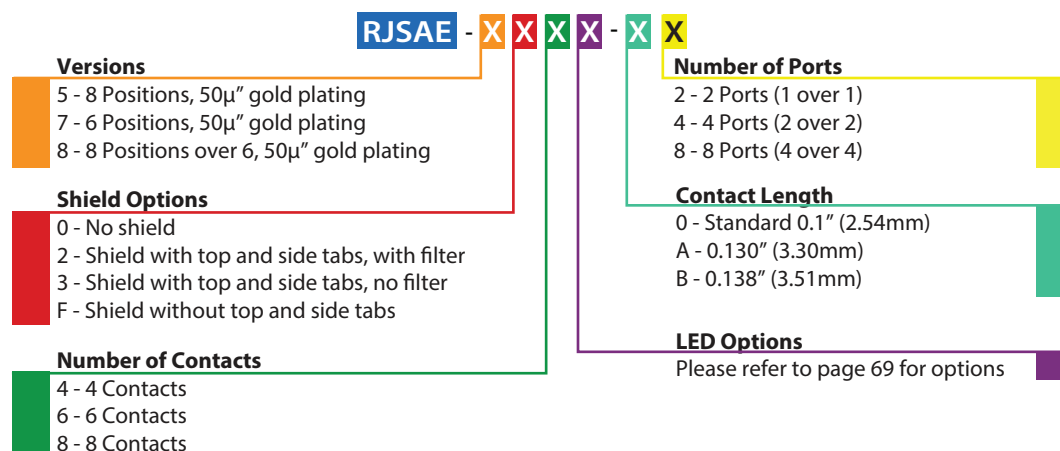 RJSAE - X X X X - X X
Versions
5 - 8 Positions, 50µ” gold plating
7 - 6 Positions, 50µ” gold plating
8 - 8 Positions over 6, 50µ” gold plating
Shield Options
0 - No shield
2 - Shield with top and side tabs, with filter
3 - Shield with top and side tabs, no filter
F - Shield without top and side tabs
Number of Contacts
4 - 4 Contacts
6 - 6 Contacts
8 - 8 Contacts
Number of Ports
2 - 2 Ports (1 over 1)
4 - 4 Ports (2 over 2)
8 - 8 Ports (4 over 4)
Contact Length
0 - Standard 0.1” (2.54mm)
A - 0.130” (3.30mm)
B - 0.138” (3.51mm)
LED Options
Please refer to page 69 for options